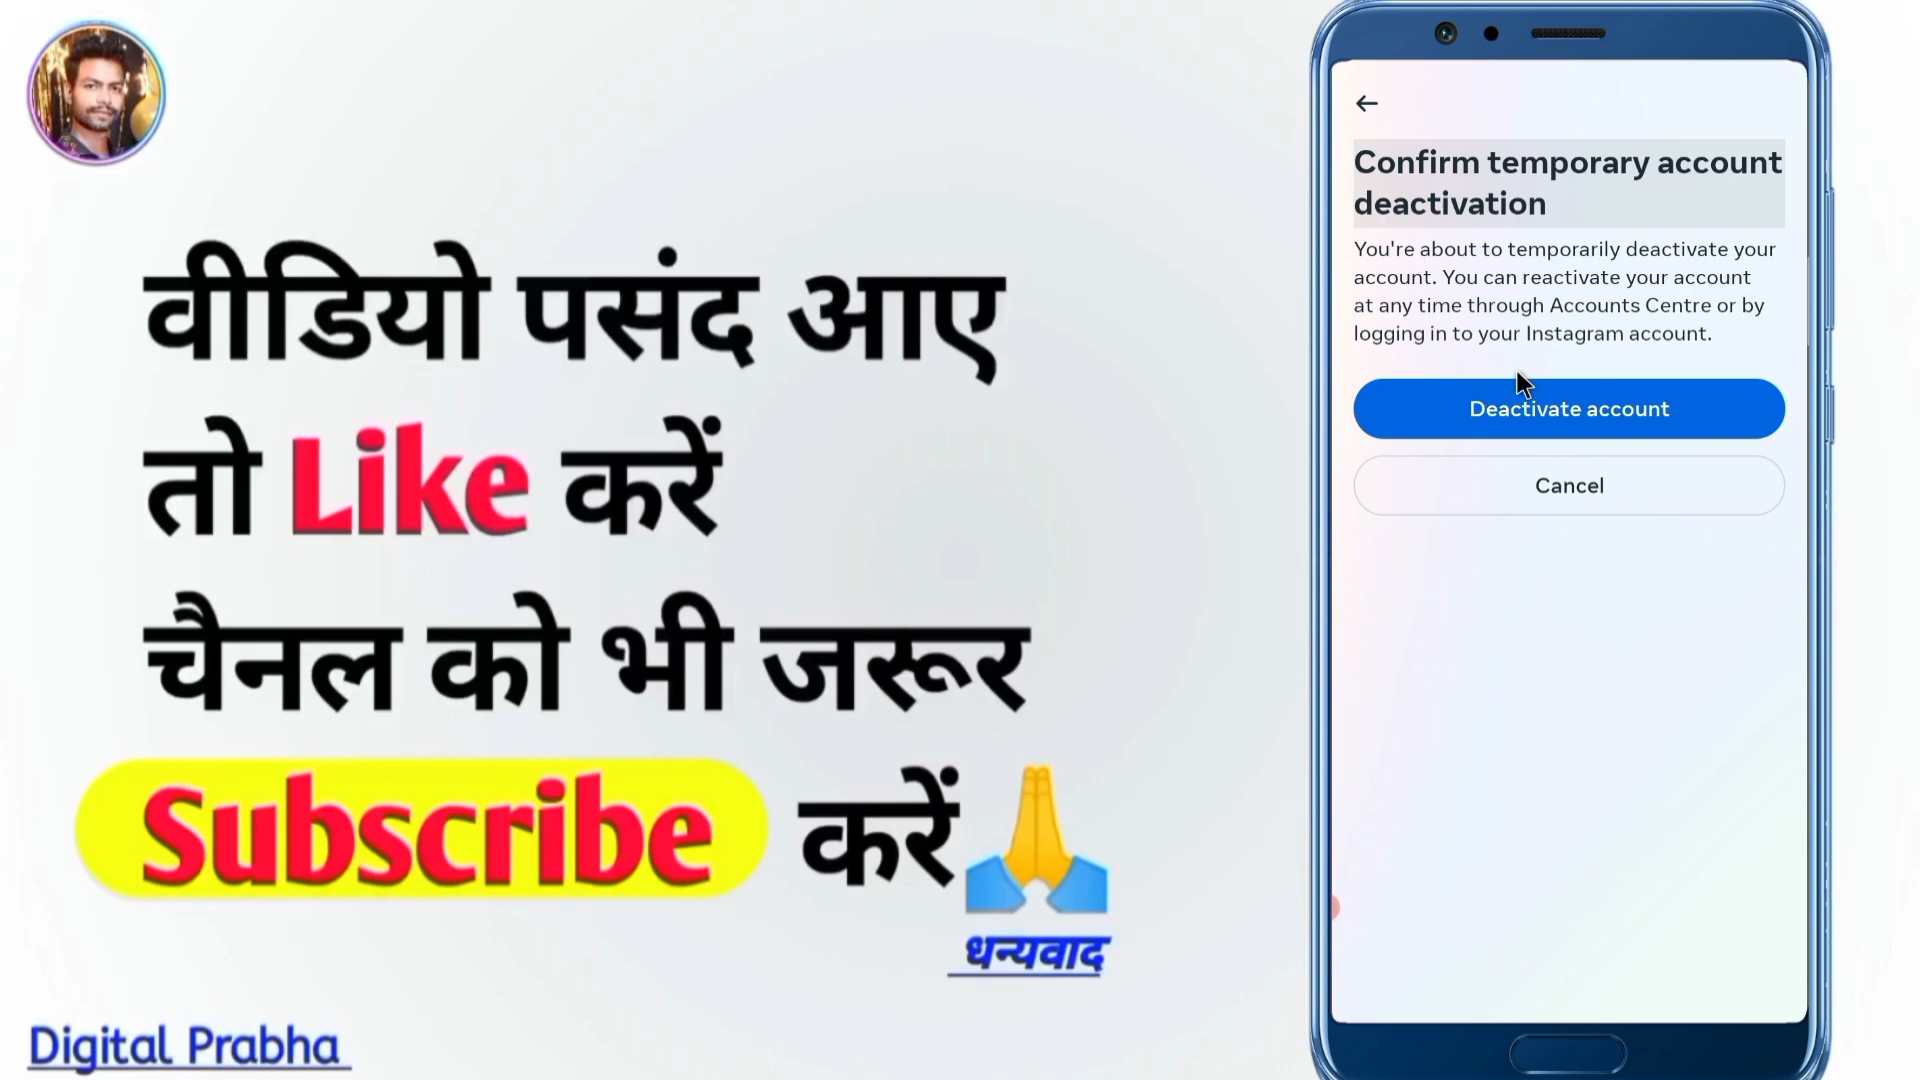 वीडियो पसंद आए
तो Like करें
चैनल को भी जरूर
Subscribe करें
धन्यवाद
Digital Prabha
Confirm temporary account
deactivation
You're about to temporarily deactivate your
account. You can reactivate your account
at any time through Accounts Centre or by
logging in to your Instagram account.
Deactivate account
Cancel